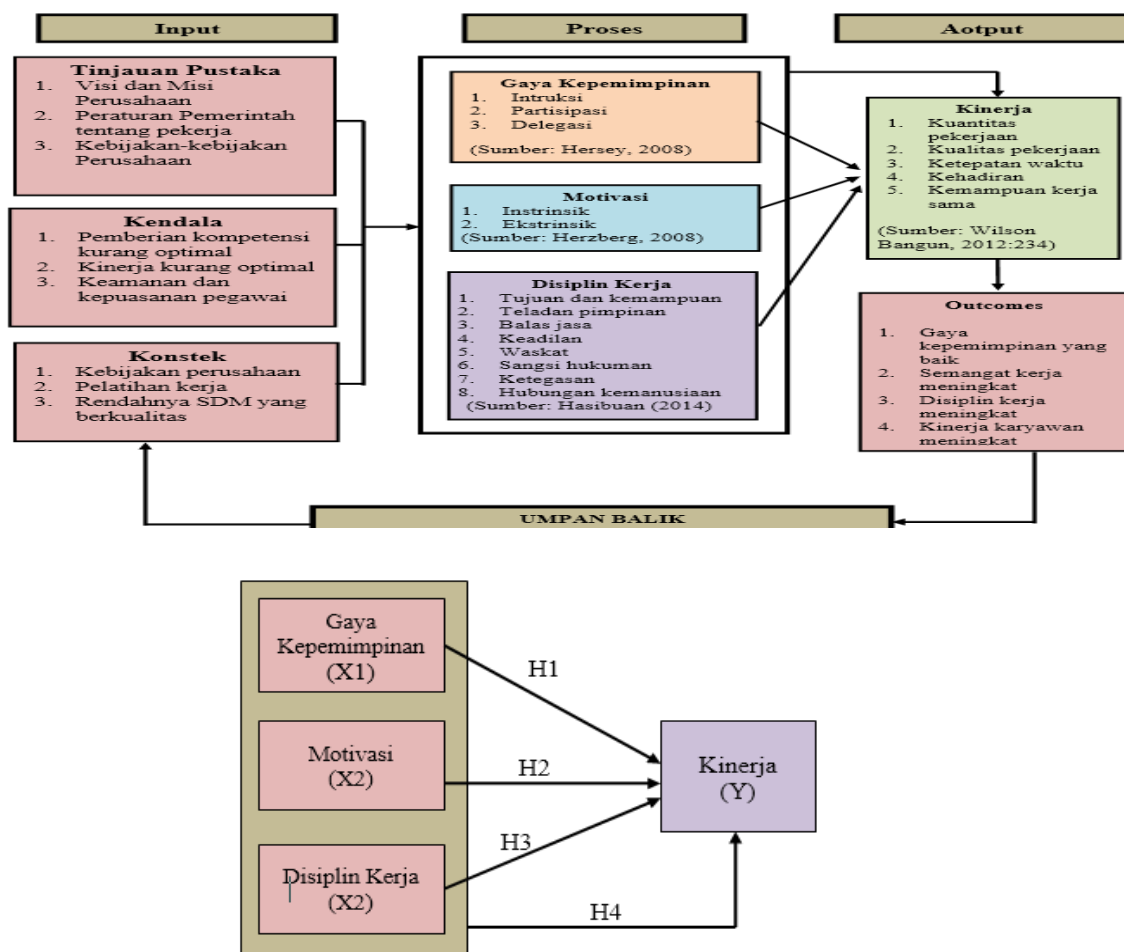 Input
Proses
Aotput
Tinjauan Pustaka
1. Visi dan Misi
Perusahaan
2. Peraturan Pemerintah
tentang pekerja
3. Kebijakan-kebijakan
Perusahaan
Kendala
1. Pemberian kompetensi
kurang optimal
2. Kinerja kurang optimal
3. Keamanan dan
kepuasanan pegawai
Konstek
1. Kebijakan perusahaan
2. Pelatihan kerja
3. Rendahnya SDM yang
berkualitas
Gaya Kepemimpinan
1. Intruksi
2. Partisipasi
3. Delegasi
(Sumber: Hersey, 2008)
Motivasi
1. Instrinsik
2. Ekstrinsik
(Sumber: Herzberg, 2008)
Disiplin Kerja
1. Tujuan dan kemampuan
2. Teladan pimpinan
3. Balas jasa
4. Keadilan
5. Waskat
6. Sangsi hukuman
7. Ketegasan
8. Hubungan kemanusiaan
(Sumber: Hasibuan (2014)
Kinerja
1. Kuantitas
pekerjaan
2. Kualitas pekerjaan
3. Ketepatan waktu
4. Kehadiran
5. Kemampuan kerja
sama
(Sumber: Wilson
Bangun, 2012:234)
Outcomes
1. Gaya
kepemimpinan yang
baik
2. Semangat kerja
meningkat
3. Disiplin kerja
meningkat
4. Kinerja karyawan
meningkat
UMPAN BALIK
Gaya
Kepemimpinan
(X1)
H1
Motivasi
(X2)
H2
Kinerja
(Y)
H3
Disiplin Kerja
(X2)
H4